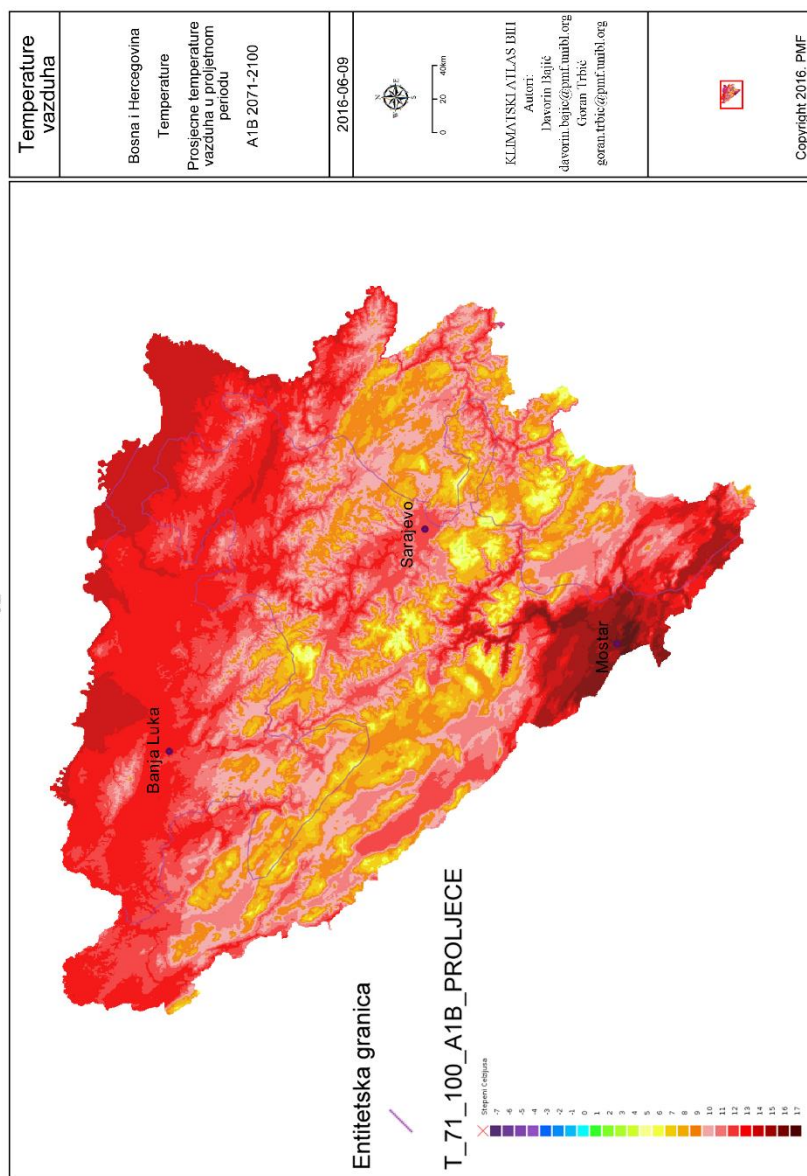 Temperature
vazduha
Bosna i Hercegovina
Temperature
Prosjecne temperature
vazduha u proljetnom
periodu
A1B 2071-2100
2016-06-09
N
W E
S
0 20 40km
KLIMATSKI ATLAS BIH
Autori:
Davorin Bajić
davorin.bajic@pmf.unibl.org
Goran Trbić
goran.trbic@pmf.unibl.org
Copyright 2016. PMF
Banja Luka
Sarajevo
Mostar
Entitetska granica
T_71_100_A1B_PROLJECE
Stepeni Celzijusa
-7
-6
-5
-4
-3
-2
-1
0
1
2
3
4
5
6
7
8
9
10
11
12
13
14
15
16
17